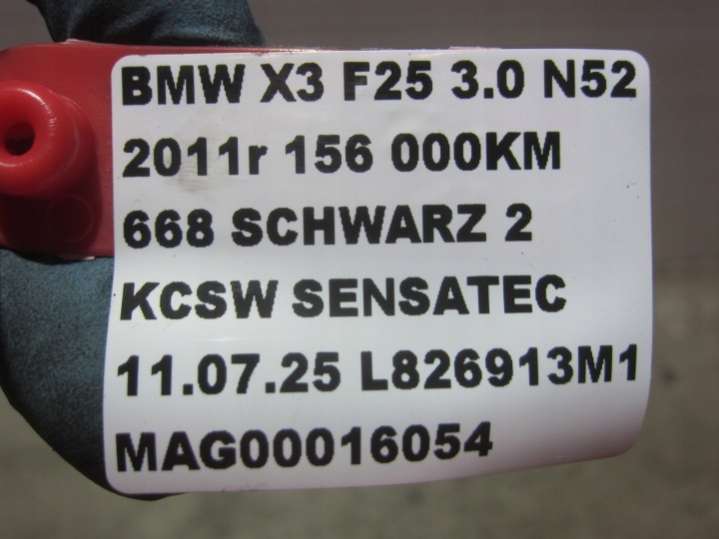 BMW X3 F25 3.0 N52
2011r 156 000KM
668 SCHWARZ 2
KCSW SENSATEC
11.07.25 L826913M1
MAG00016054